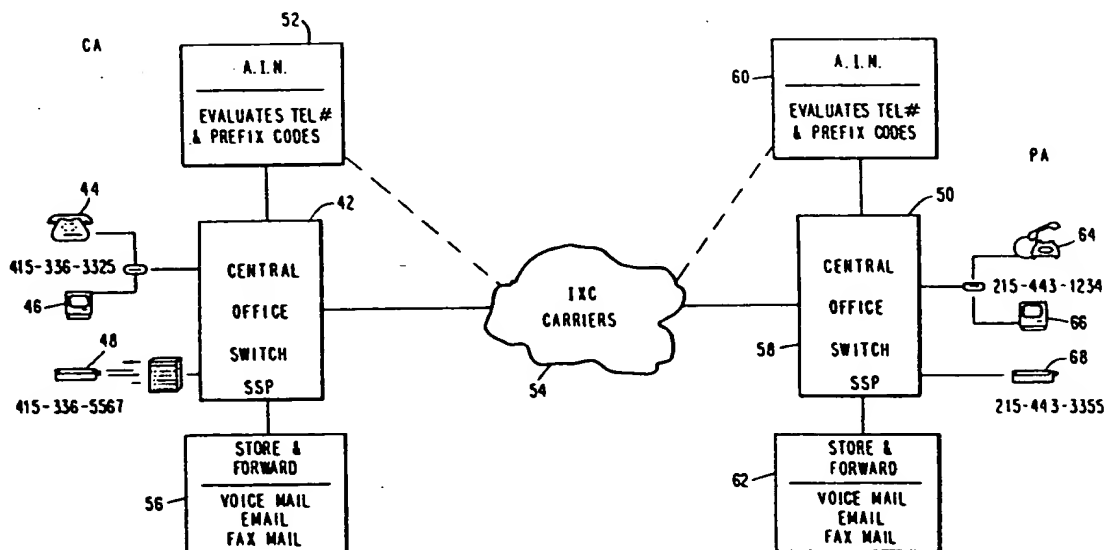 CA
52
A.I.N.
EVALUATES TEL#
& PREFIX CODES
60
A.I.N.
EVALUATES TEL#
& PREFIX CODES
PA
44
42
50
64
415-336-3325
46
CENTRAL
OFFICE
SWITCH
SSP
IXC
CARRIERS
54
58
CENTRAL
OFFICE
SWITCH
SSP
215-443-1234
66
48
68
415-336-5567
215-443-3355
56
STORE &
FORWARD
VOICE MAIL
EMAIL
FAX MAIL
62
STORE &
FORWARD
VOICE MAIL
EMAIL
FAX MAIL